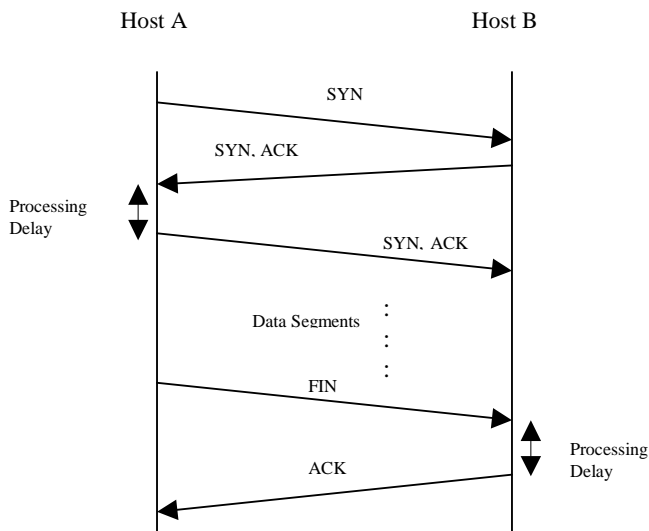 Host A
Host B
SYN
SYN, ACK
Processing
Delay
SYN, ACK
Data Segments
FIN
Processing
Delay
ACK